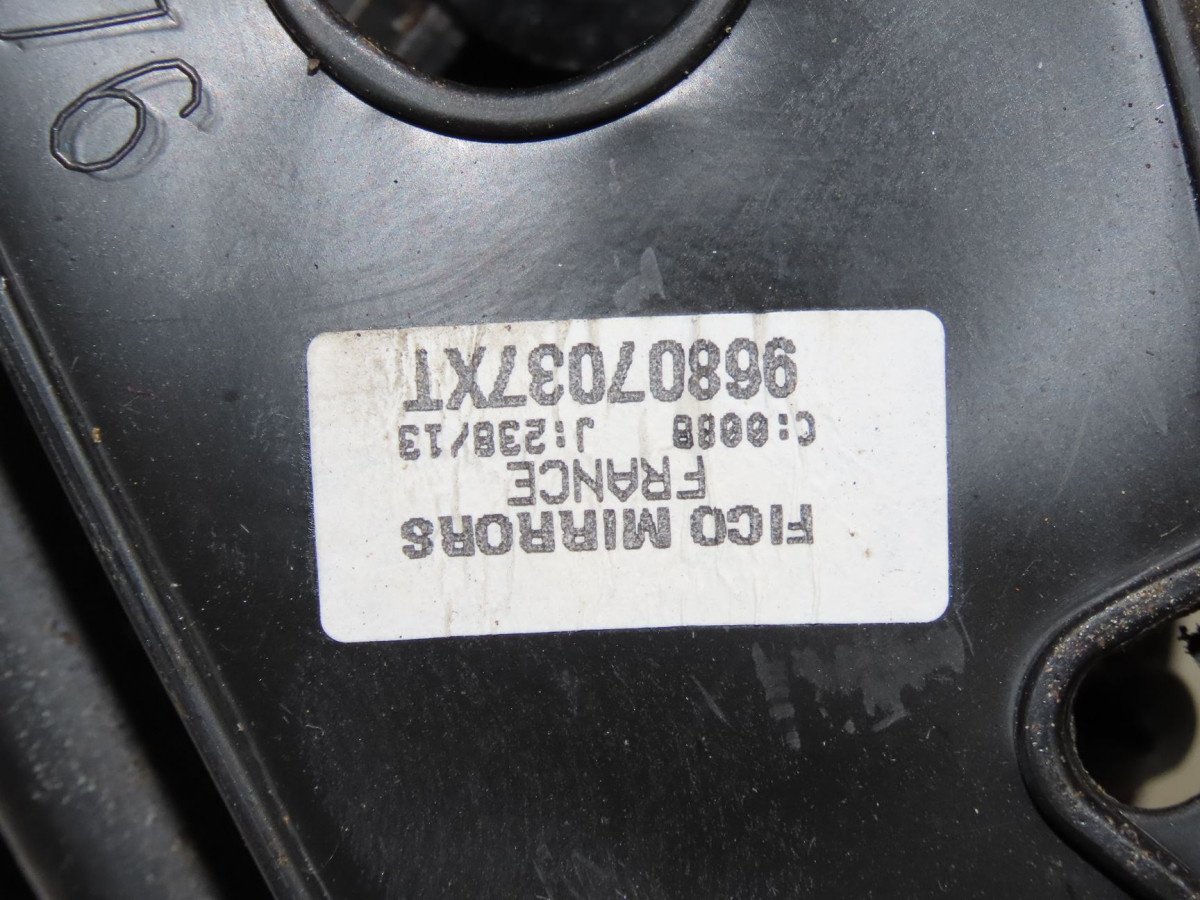 FICO MIRRORS
FRANCE
C:0088 J:238/13
96807037XT